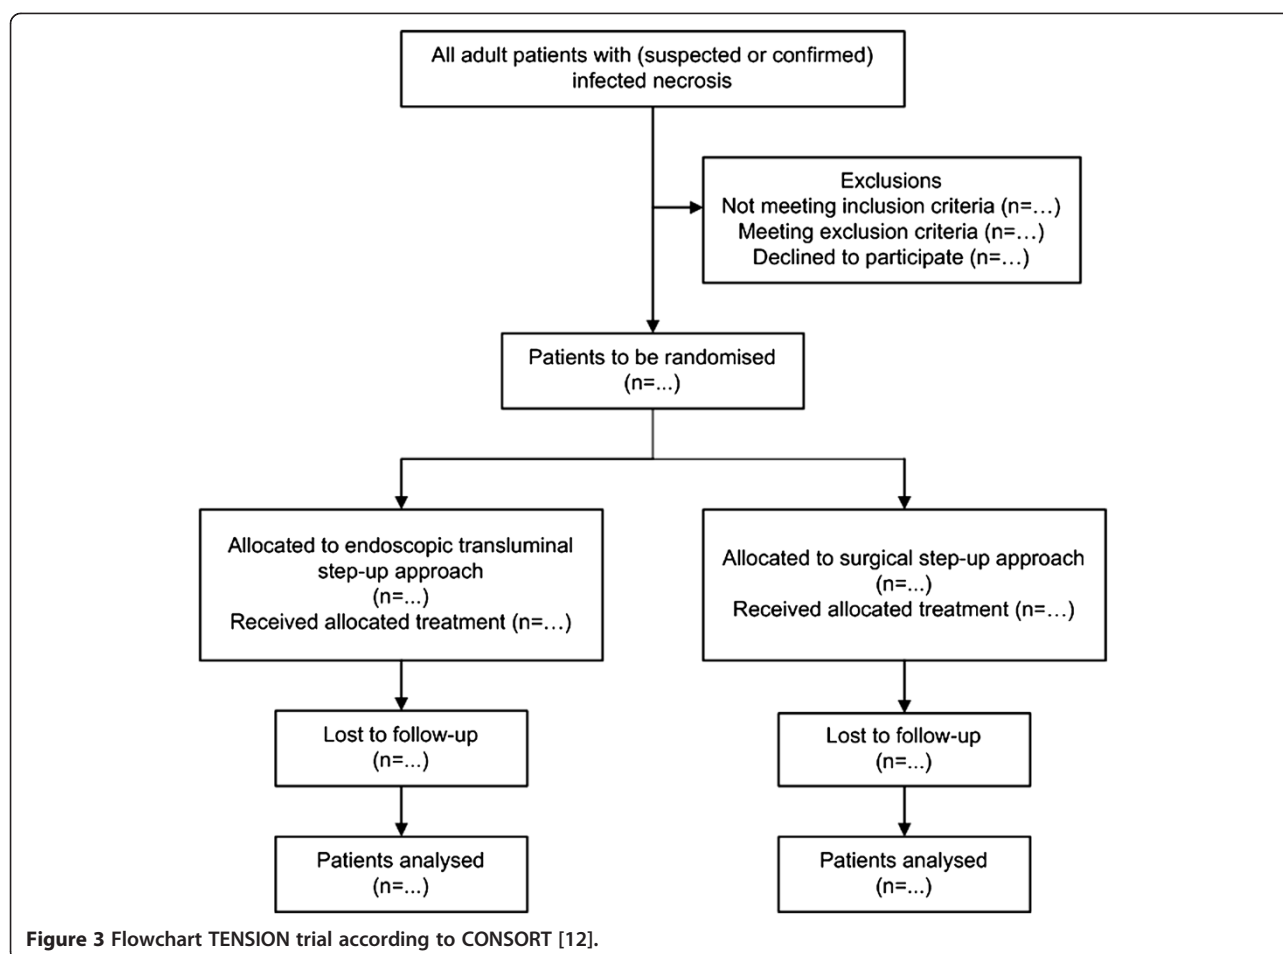 All adult patients with (suspected or confirmed)
infected necrosis
Exclusions
Not meeting inclusion criteria (n=…)
Meeting exclusion criteria (n=…)
Declined to participate (n=…)
Patients to be randomised
(n=...)
Allocated to endoscopic transluminal
step-up approach
(n=...)
Received allocated treatment (n=…)
Allocated to surgical step-up approach
(n=...)
Received allocated treatment (n=…)
Lost to follow-up
(n=...)
Lost to follow-up
(n=...)
Patients analysed
(n=...)
Patients analysed
(n=...)
Figure 3 Flowchart TENSION trial according to CONSORT [12].